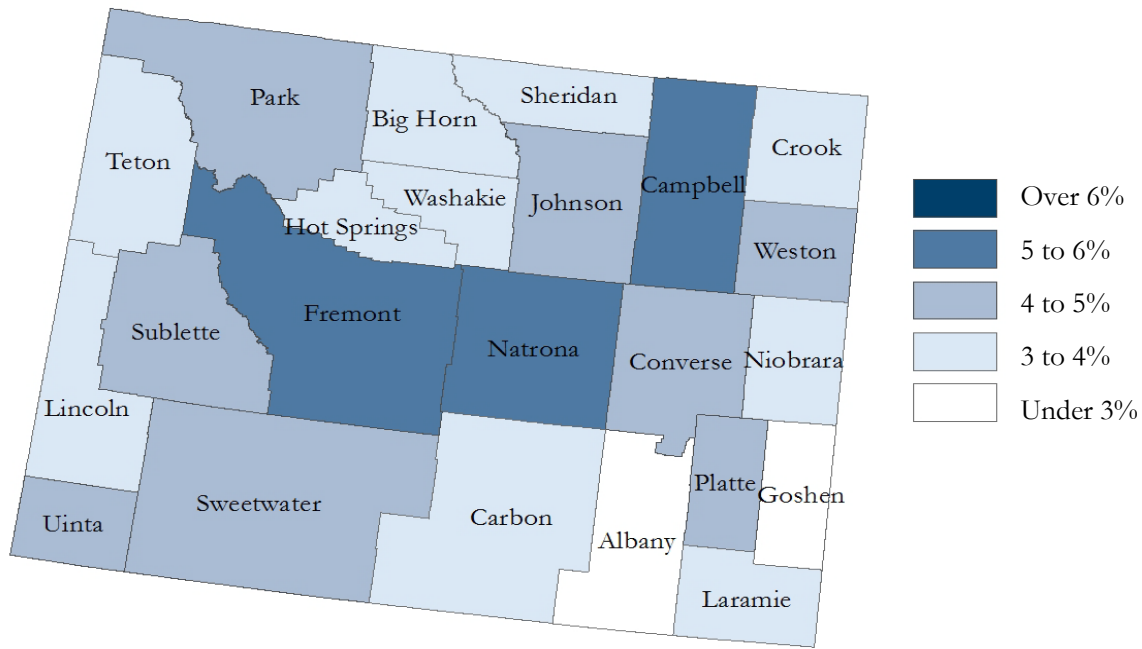 Park
Big Horn
Sheridan
Crook
Teton
Washakie
Johnson
Campbell
Hot Springs
Weston
Fremont
Sublette
Natrona
Converse
Niobrara
Lincoln
Sweetwater
Uinta
Carbon
Platte
Goshen
Albany
Laramie
Over 6%
5 to 6%
4 to 5%
3 to 4%
Under 3%